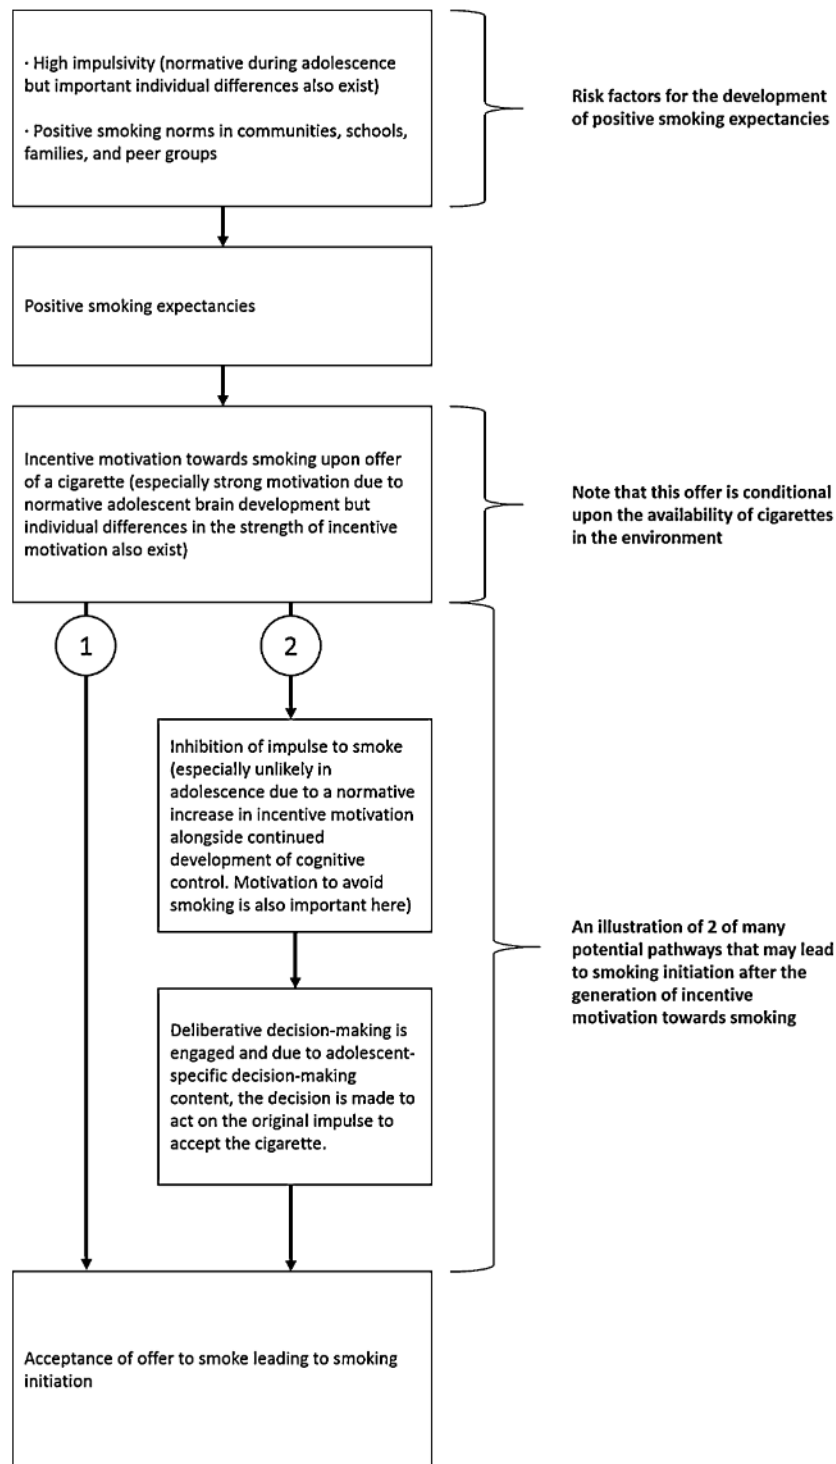 · High impulsivity (normative during adolescence
but important individual differences also exist)
· Positive smoking norms in communities, schools,
families, and peer groups
Risk factors for the development
of positive smoking expectancies
Positive smoking expectancies
Incentive motivation towards smoking upon offer
of a cigarette (especially strong motivation due to
normative adolescent brain development but
individual differences in the strength of incentive
motivation also exist)
Note that this offer is conditional
upon the availability of cigarettes
in the environment
1
2
Inhibition of impulse to smoke
(especially unlikely in
adolescence due to a normative
increase in incentive motivation
alongside continued
development of cognitive
control. Motivation to avoid
smoking is also important here)
An illustration of 2 of many
potential pathways that may lead
to smoking initiation after the
generation of incentive
motivation towards smoking
Deliberative decision-making is
engaged and due to adolescent-
specific decision-making
content, the decision is made to
act on the original impulse to
accept the cigarette.
Acceptance of offer to smoke leading to smoking
initiation